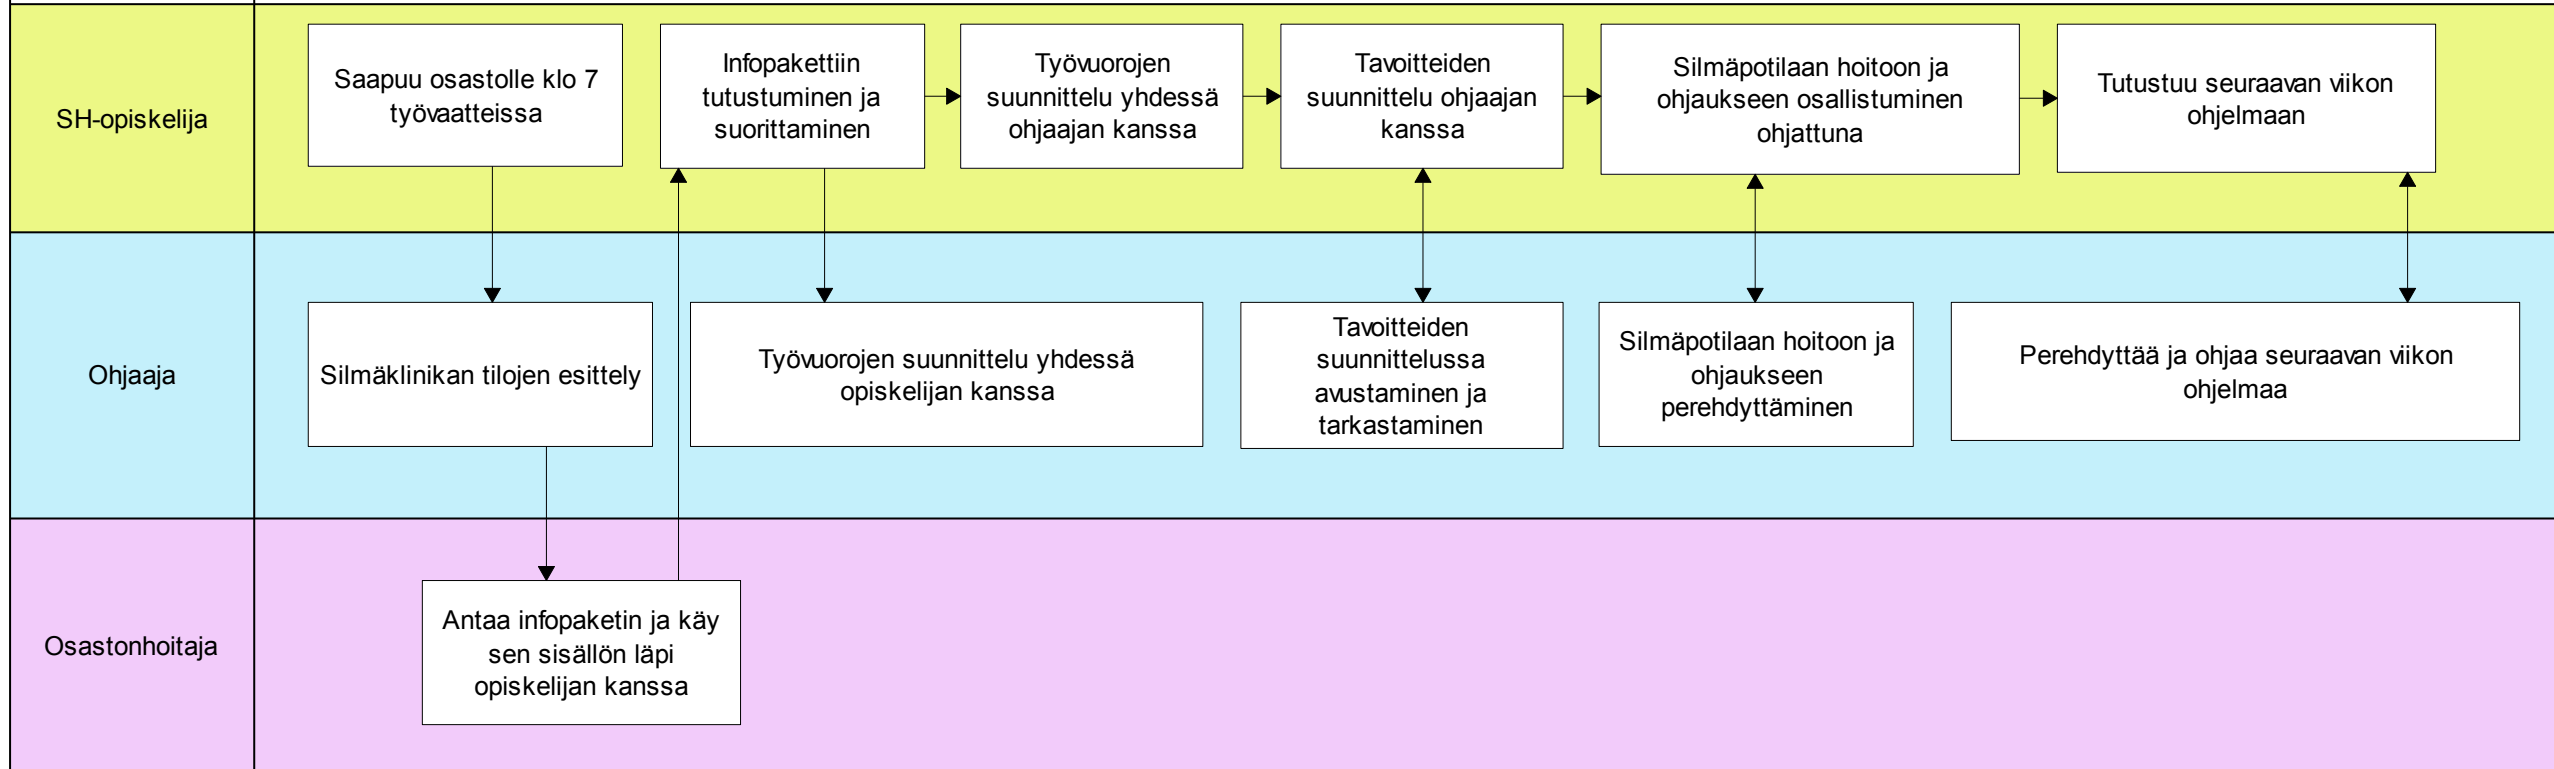 SH-opiskelija
Saapuu osastolle klo 7
työvaatteissa
Infopakettiin
tutustuminen ja
suorittaminen
Työvuorojen
suunnittelu yhdessä
ohjaajan kanssa
Tavoitteiden
suunnittelu ohjaajan
kanssa
Silmäpotilaan hoitoon ja
ohjaukseen osallistuminen
ohjattuna
Tutustuu seuraavan viikon
ohjelmaan
Ohjaaja
Silmäklinikan tilojen esittely
Työvuorojen suunnittelu yhdessä
opiskelijan kanssa
Tavoitteiden
suunnittelussa
avustaminen ja
tarkastaminen
Silmäpotilaan hoitoon ja
ohjaukseen
perehdyttäminen
Perehdyttää ja ohjaa seuraavan viikon
ohjelmaa
Osastonhoitaja
Antaa infopaketin ja käy
sen sisällön läpi
opiskelijan kanssa